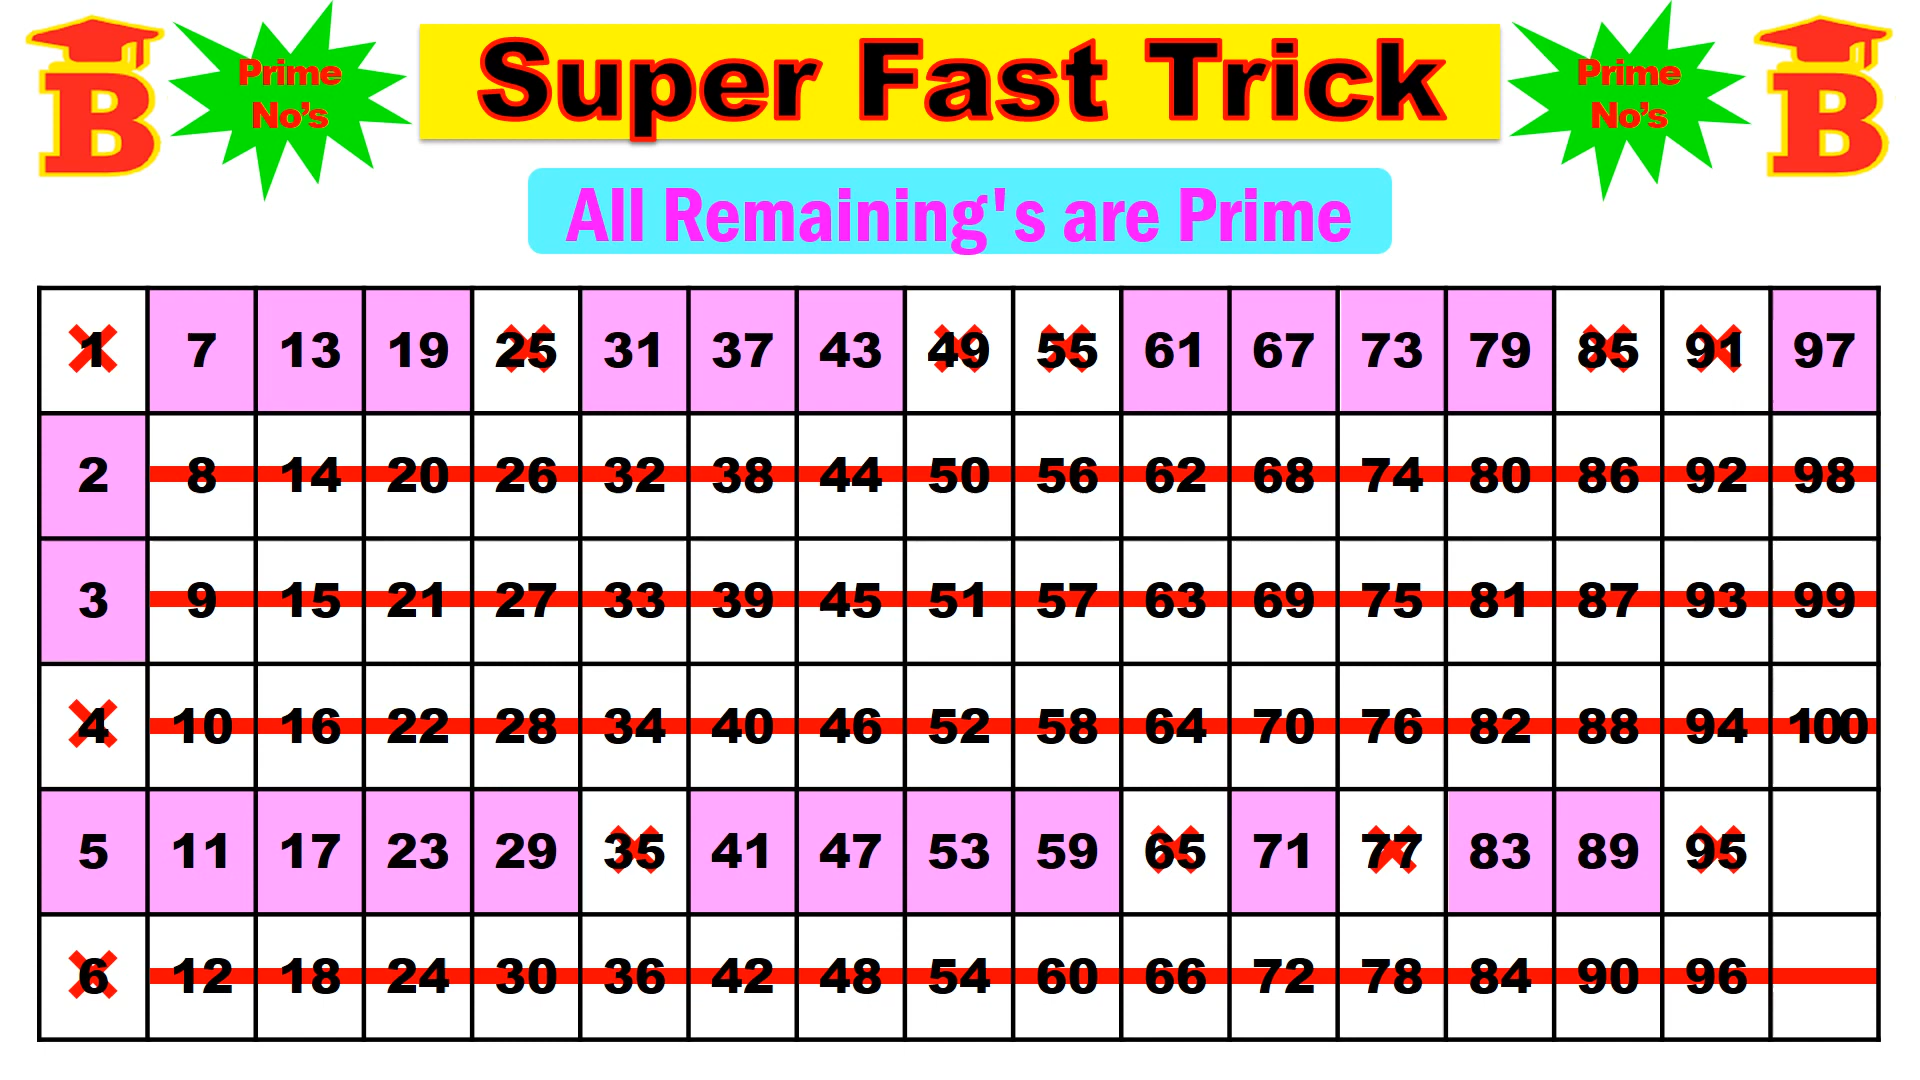 B
Prime
No's
Super Fast Trick
Prime
No's
B
All Remaining's are Prime
1 7 13 19 25 31 37 43 49 55 61 67 73 79 85 91 97
2 8 14 20 26 32 38 44 50 56 62 68 74 80 86 92 98
3 9 15 21 27 33 39 45 51 57 63 69 75 81 87 93 99
4 10 16 22 28 34 40 46 52 58 64 70 76 82 88 94 100
5 11 17 23 29 35 41 47 53 59 65 71 77 83 89 95
6 12 18 24 30 36 42 48 54 60 66 72 78 84 90 96